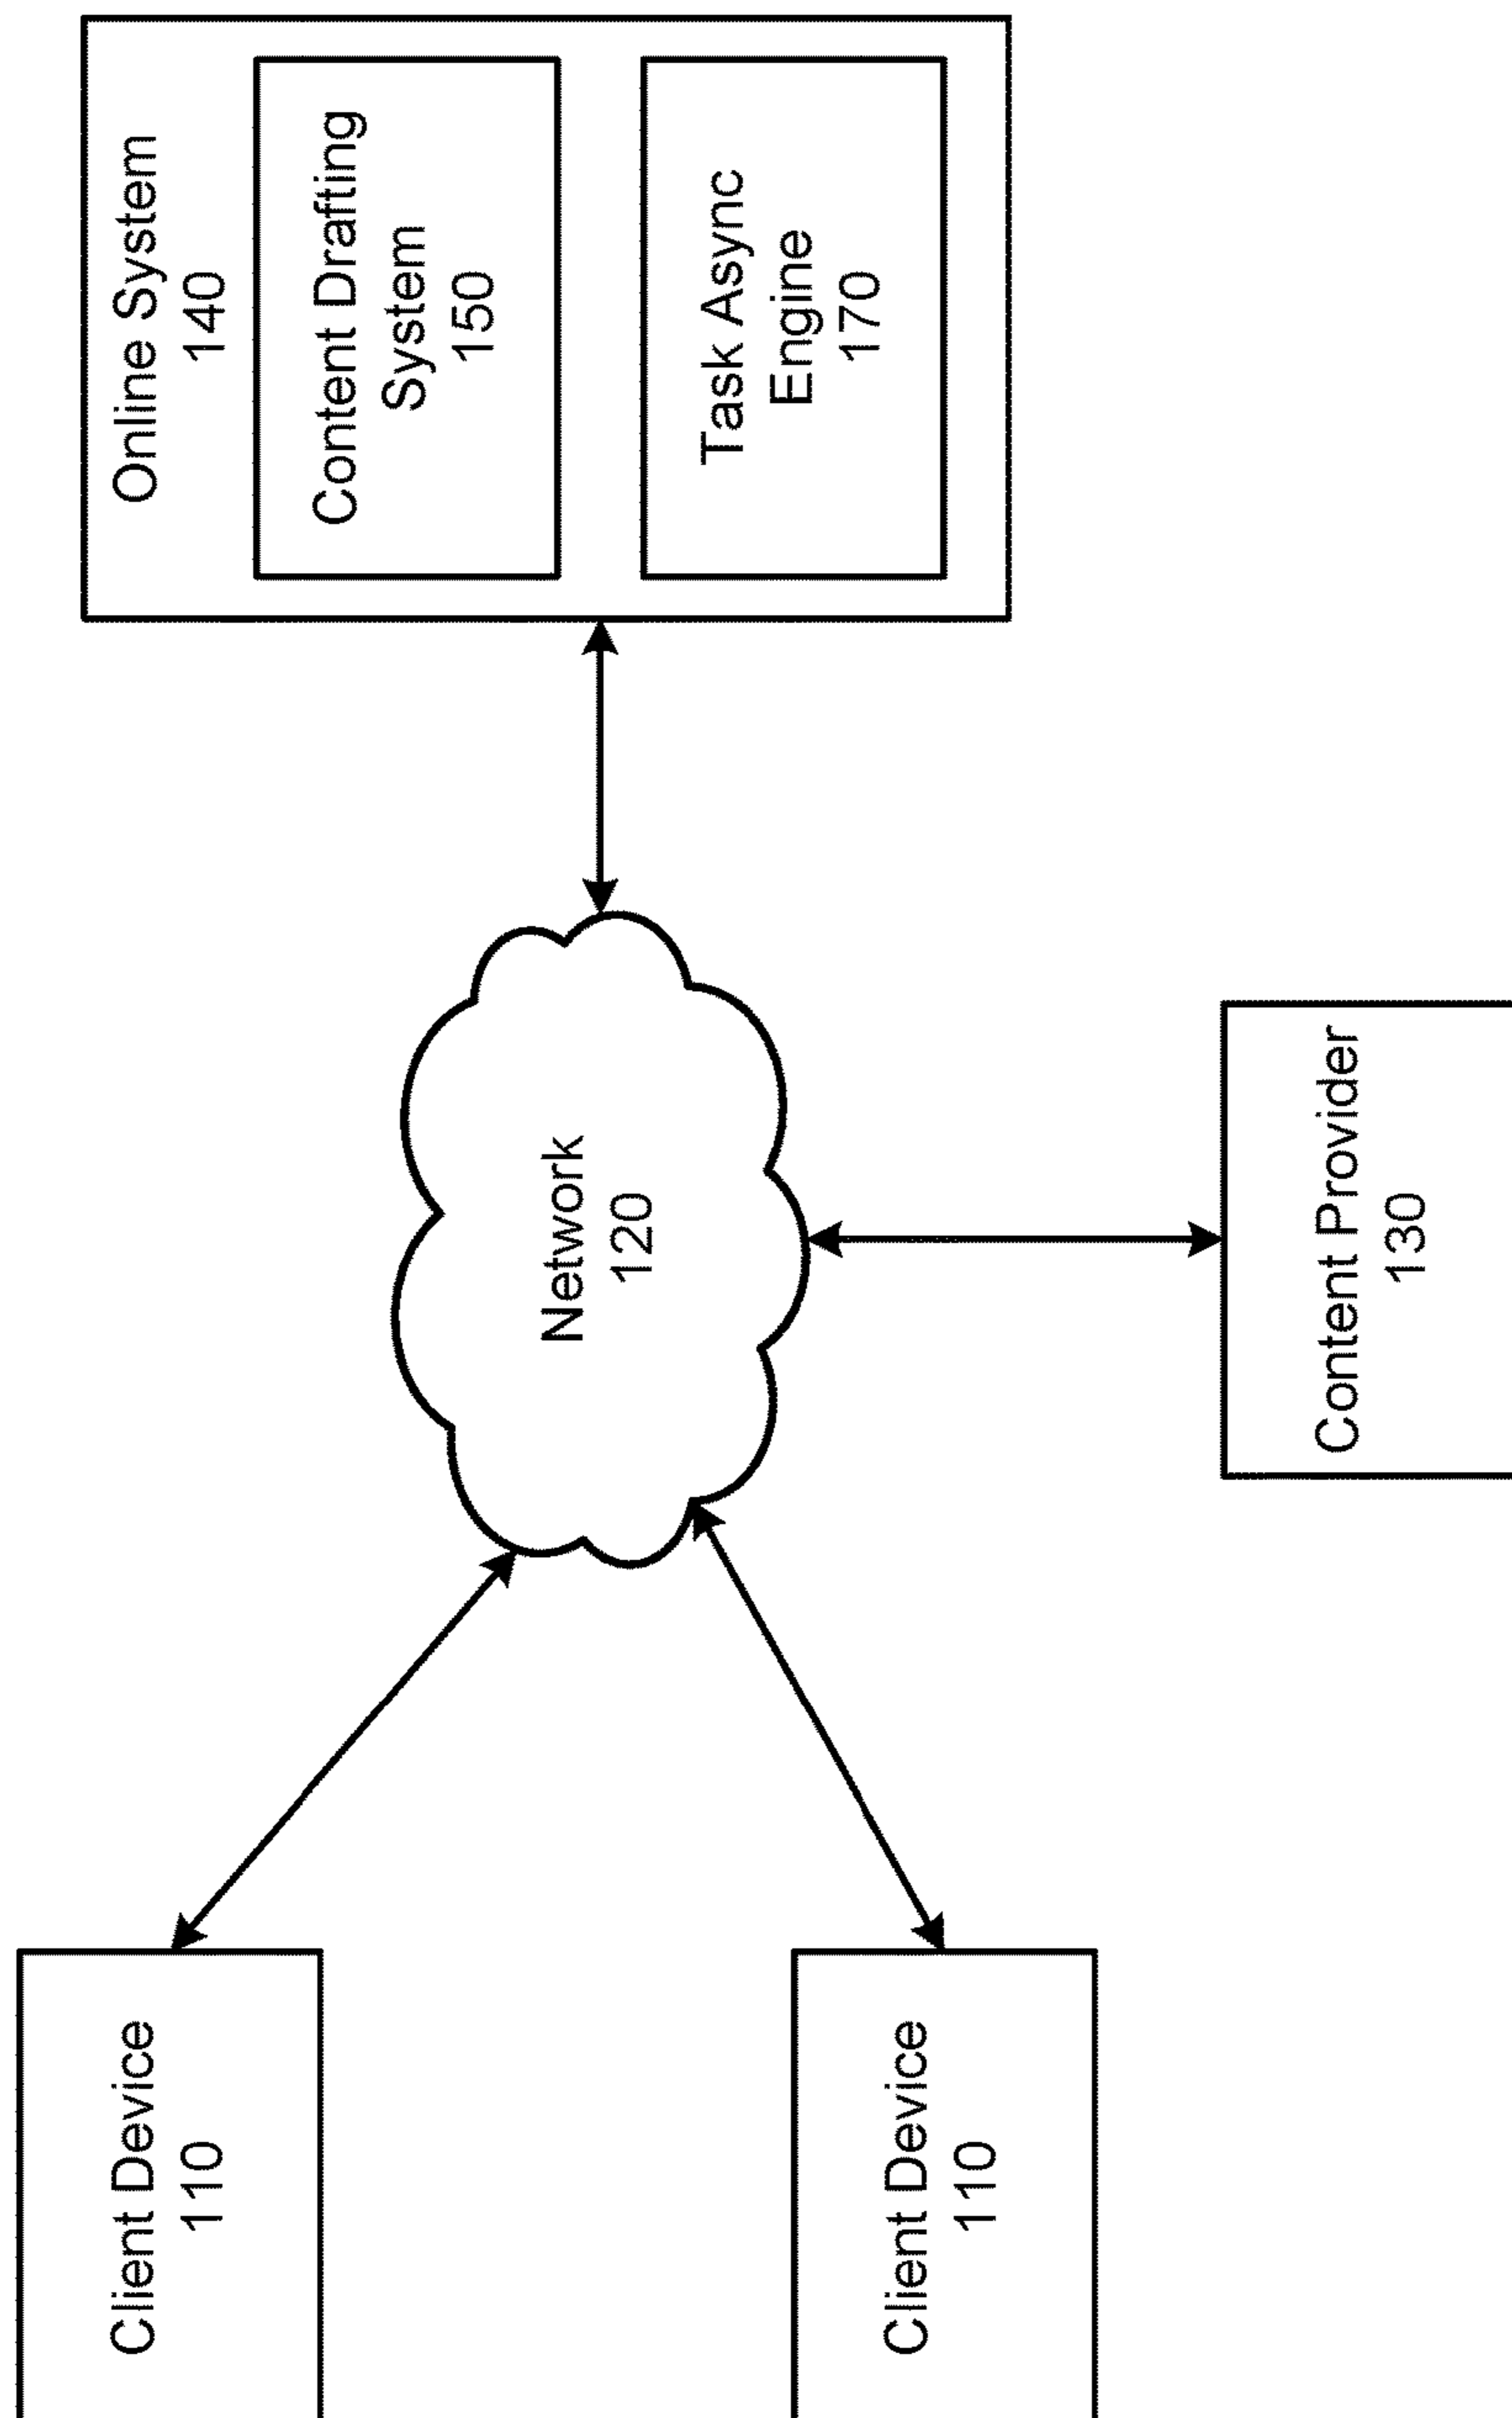 Client Device
110
Client Device
110
Network
120
Content Provider
130
Online System
140
Content Drafting
System
150
Task Async
Engine
170